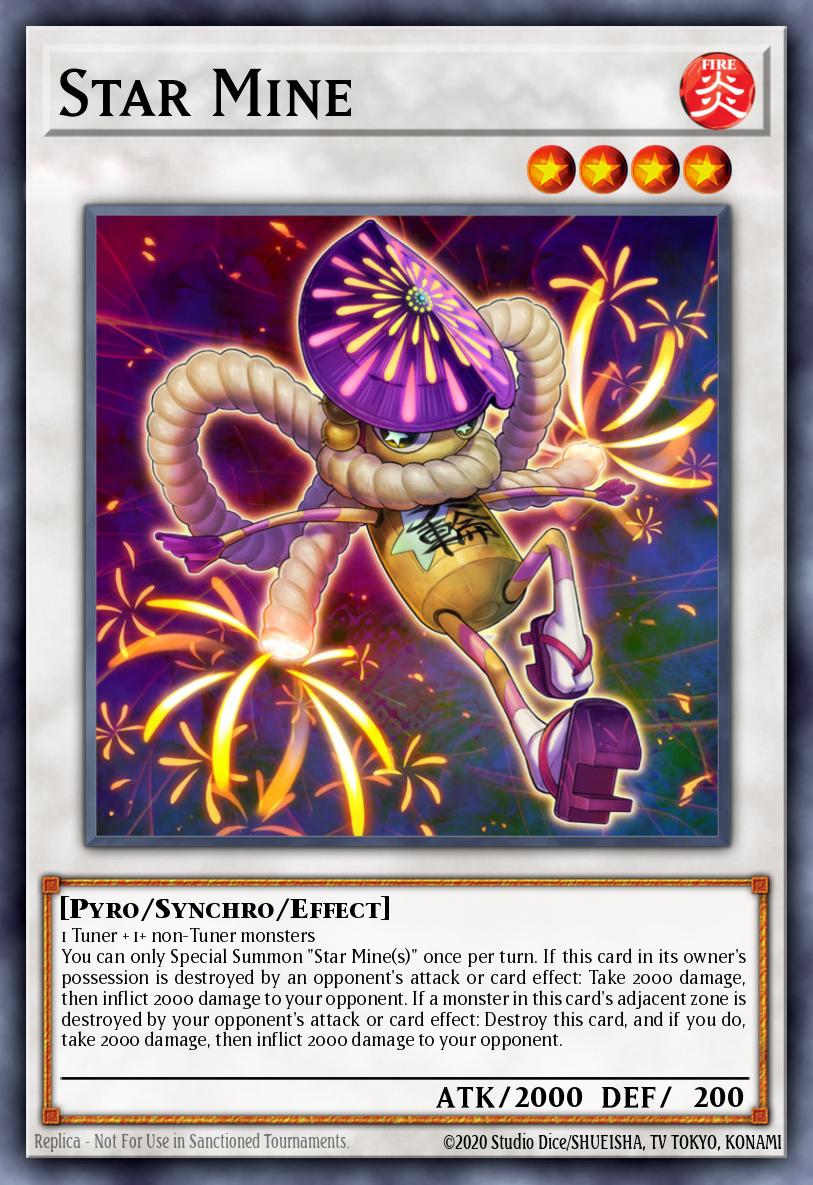 STAR MINE
FIRE
炎
[PYRO/SYNCHRO/EFFECT]
1 Tuner + 1+ non-Tuner monsters
You can only Special Summon "Star Mine(s)" once per turn. If this card in its owner's
possession is destroyed by an opponent's attack or card effect: Take 2000 damage,
then inflict 2000 damage to your opponent. If a monster in this card's adjacent zone is
destroyed by your opponent's attack or card effect: Destroy this card, and if you do,
take 2000 damage, then inflict 2000 damage to your opponent.
ATK/2000 DEF/ 200
Replica - Not For Use in Sanctioned Tournaments.
©2020 Studio Dice/SHUEISHA, TV TOKYO, KONAMI